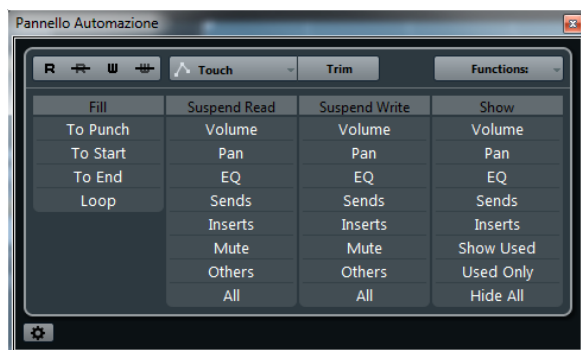 Pannello Automazione
R R W W Touch Trim Functions:
Fill Suspend Read Suspend Write Show
To Punch Volume Volume Volume
To Start Pan Pan Pan
To End EQ EQ EQ
Loop Sends Sends Sends
Inserts Inserts Inserts
Mute Mute Show Used
Others Others Used Only
All All Hide All